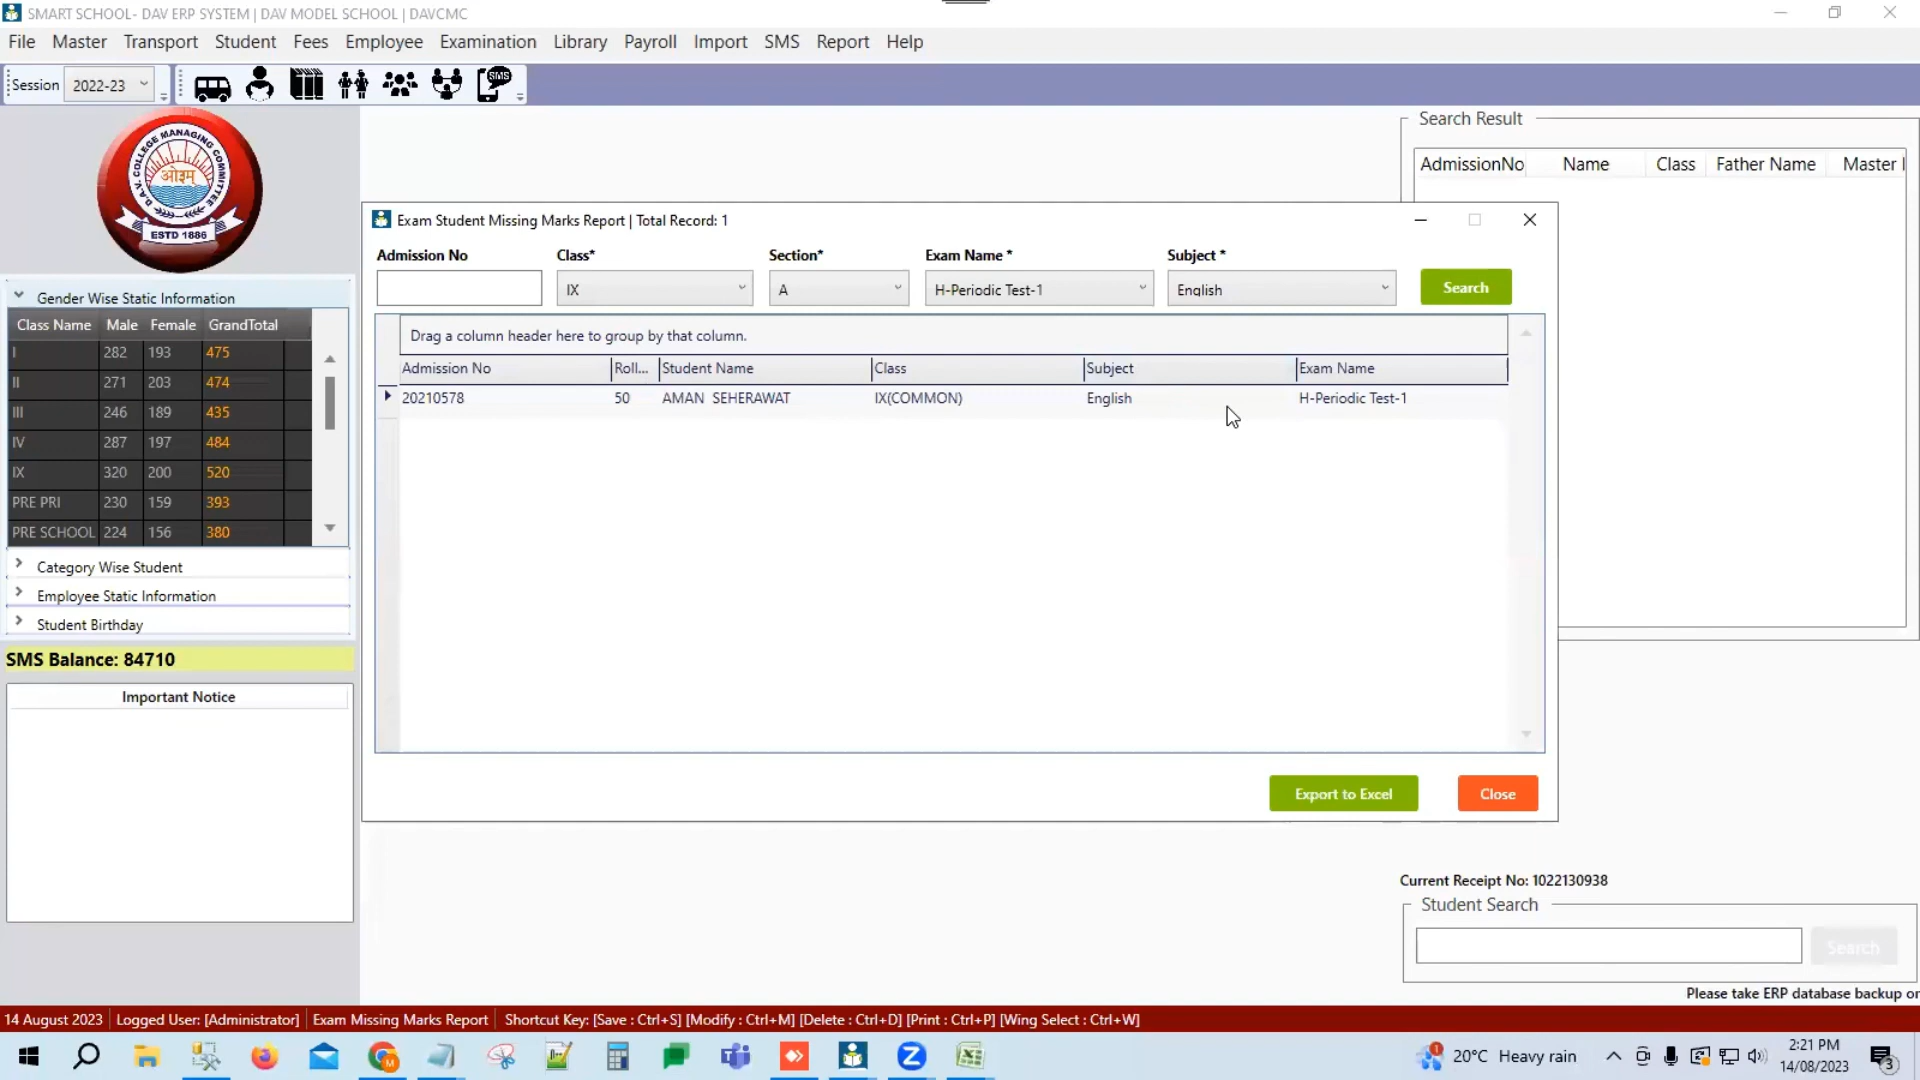 SMART SCHOOL- DAV ERP SYSTEM | DAV MODEL SCHOOL | DAVCMC
File Master Transport Student Fees Employee Examination Library Payroll Import SMS Report Help
Session 2022-23
SMS
D.A.V. COLLEGE MANAGING COMMITTEE
ओ३म्
ESTD 1886
Search Result
AdmissionNo Name Class Father Name Master
Exam Student Missing Marks Report | Total Record: 1
Admission No Class* Section* Exam Name * Subject *
IX A H-Periodic Test-1 English Search
Drag a column header here to group by that column.
Admission No Roll... Student Name Class Subject Exam Name
20210578 50 AMAN SEHERAWAT IX(COMMON) English H-Periodic Test-1
Export to Excel Close
Gender Wise Static Information
Class Name Male Female GrandTotal
I 282 193 475
II 271 203 474
III 246 189 435
IV 287 197 484
IX 320 200 520
PRE PRI 230 159 393
PRE SCHOOL 224 156 380
Category Wise Student
Employee Static Information
Student Birthday
SMS Balance: 84710
Important Notice
Current Receipt No: 1022130938
Student Search
Search
Please take ERP database backup or
14 August 2023 Logged User: [Administrator] Exam Missing Marks Report Shortcut Key: [Save : Ctrl+S] [Modify : Ctrl+M] [Delete : Ctrl+D] [Print : Ctrl+P] [Wing Select : Ctrl+W]
20°C Heavy rain
2:21 PM
14/08/2023
3